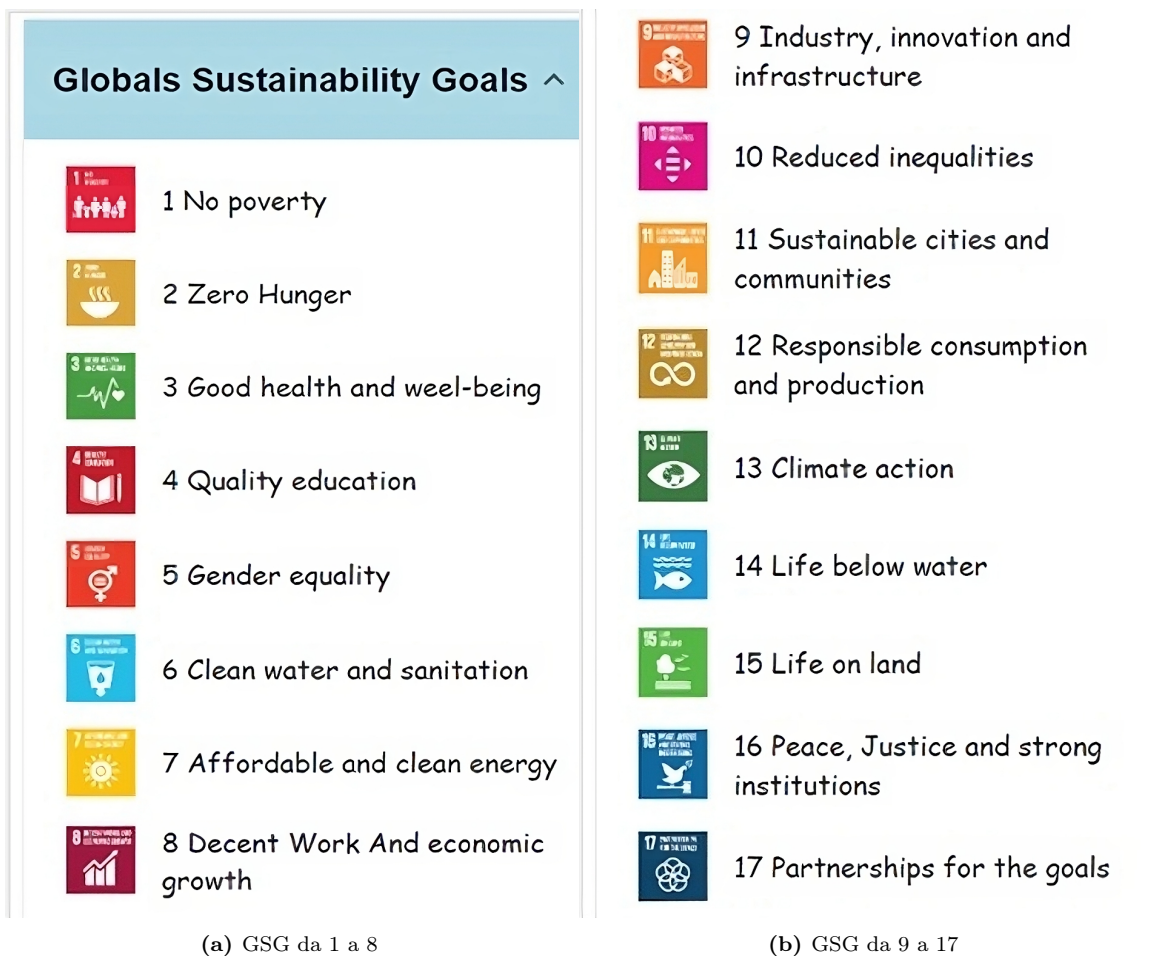 Globals Sustainability Goals
1 No poverty
2 Zero Hunger
3 Good health and weel-being
4 Quality education
5 Gender equality
6 Clean water and sanitation
7 Affordable and clean energy
8 Decent Work And economic
growth
(a) GSG da 1 a 8
9 Industry, innovation and
infrastructure
10 Reduced inequalities
11 Sustainable cities and
communities
12 Responsible consumption
and production
13 Climate action
14 Life below water
15 Life on land
16 Peace, Justice and strong
institutions
17 Partnerships for the goals
(b) GSG da 9 a 17